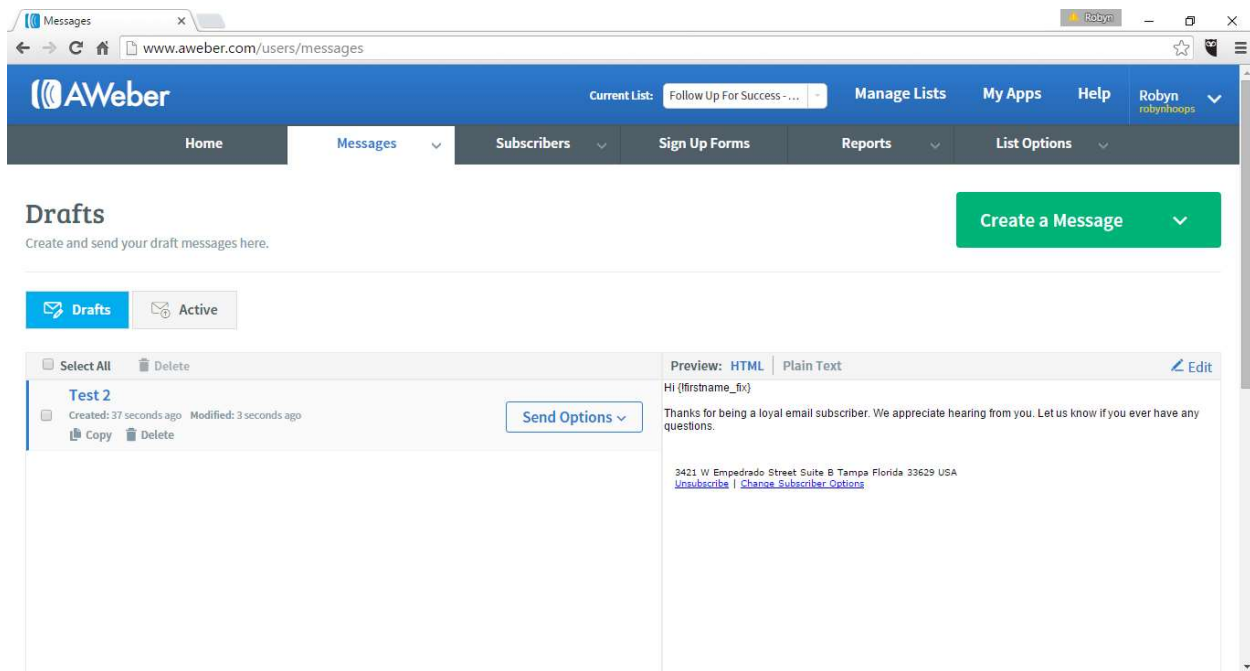 Messages
Robyn
www.aweber.com/users/messages
AWeber
Current List: Follow Up For Success - ...
Manage Lists
My Apps
Help
Robyn
robynhoops
Home
Messages
Subscribers
Sign Up Forms
Reports
List Options
Drafts
Create and send your draft messages here.
Create a Message
Drafts
Active
Select All
Delete
Preview: HTML | Plain Text
Edit
Test 2
Created: 37 seconds ago Modified: 3 seconds ago
Copy
Delete
Send Options
Hi {!firstname_fix}
Thanks for being a loyal email subscriber. We appreciate hearing from you. Let us know if you ever have any
questions.
3421 W Empedrado Street Suite B Tampa Florida 33629 USA
Unsubscribe | Change Subscriber Options